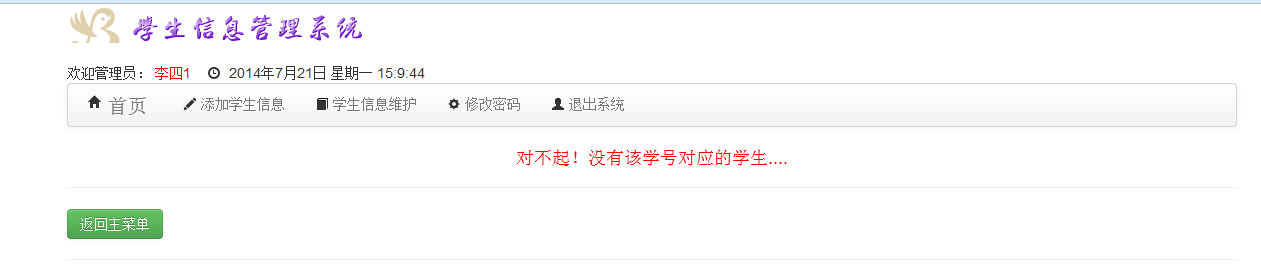 學生信息管理系统
欢迎管理员： 李四1 2014年7月21日 星期一 15:9:44
首页 添加学生信息 学生信息维护 修改密码 退出系统
对不起！没有该学号对应的学生....
返回主菜单